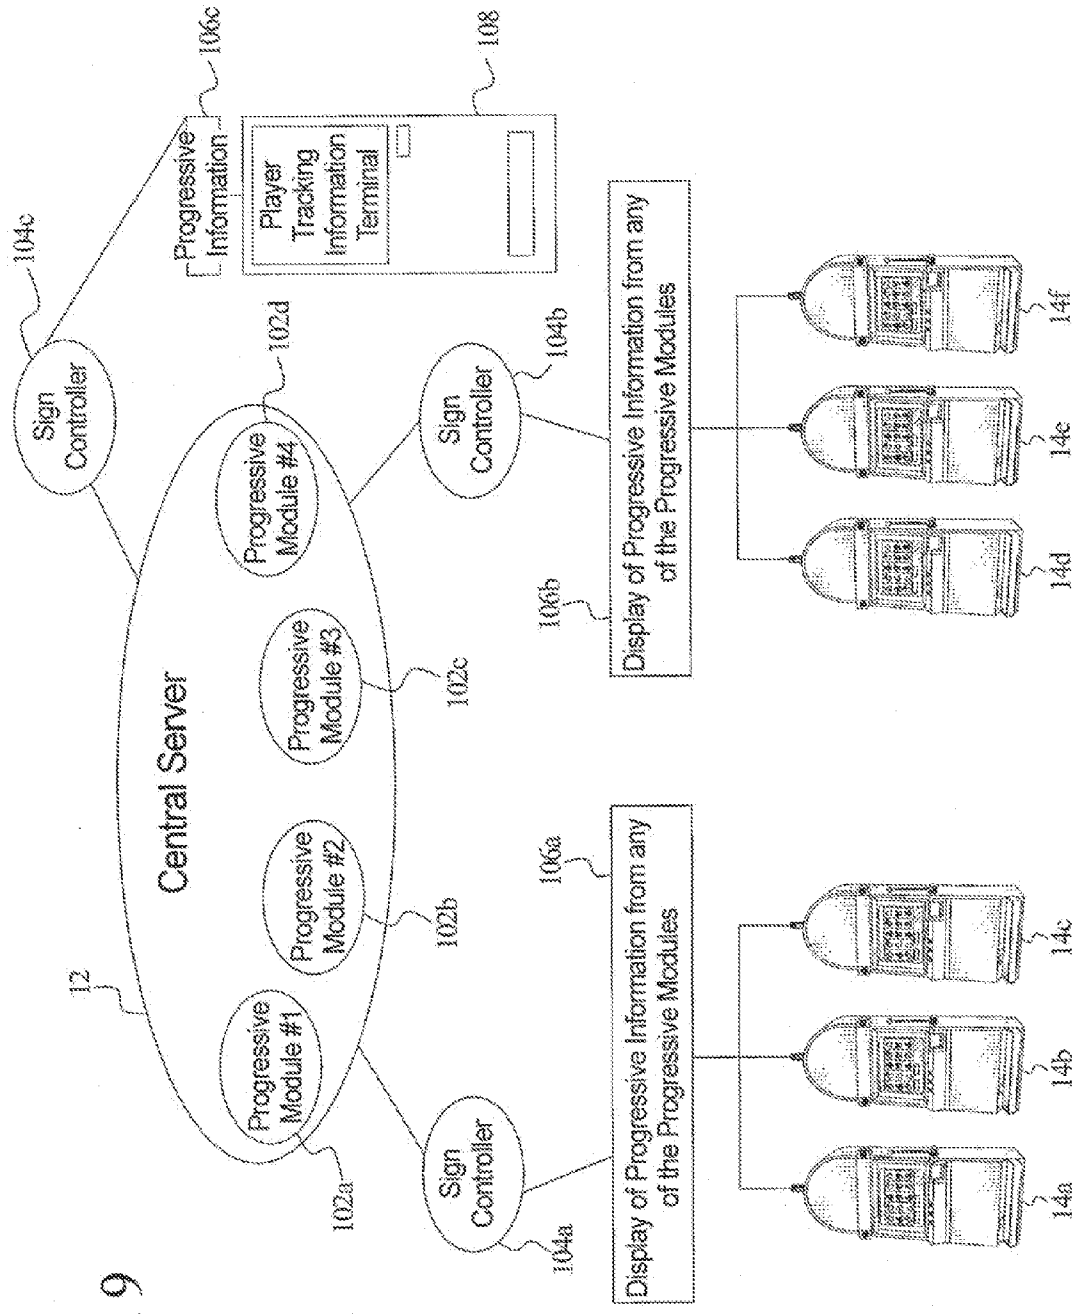 9
12
Central Server
Progressive
Module #1
102a
Progressive
Module #2
102b
Progressive
Module #3
102c
Progressive
Module #4
102d
Sign
Controller
104c
Progressive
Information
106c
Player
Tracking
Information
Terminal
108
Sign
Controller
104a
Sign
Controller
104b
106a
Display of Progressive Information from any
of the Progressive Modules
106b
Display of Progressive Information from any
of the Progressive Modules
14a
14b
14c
14d
14e
14f